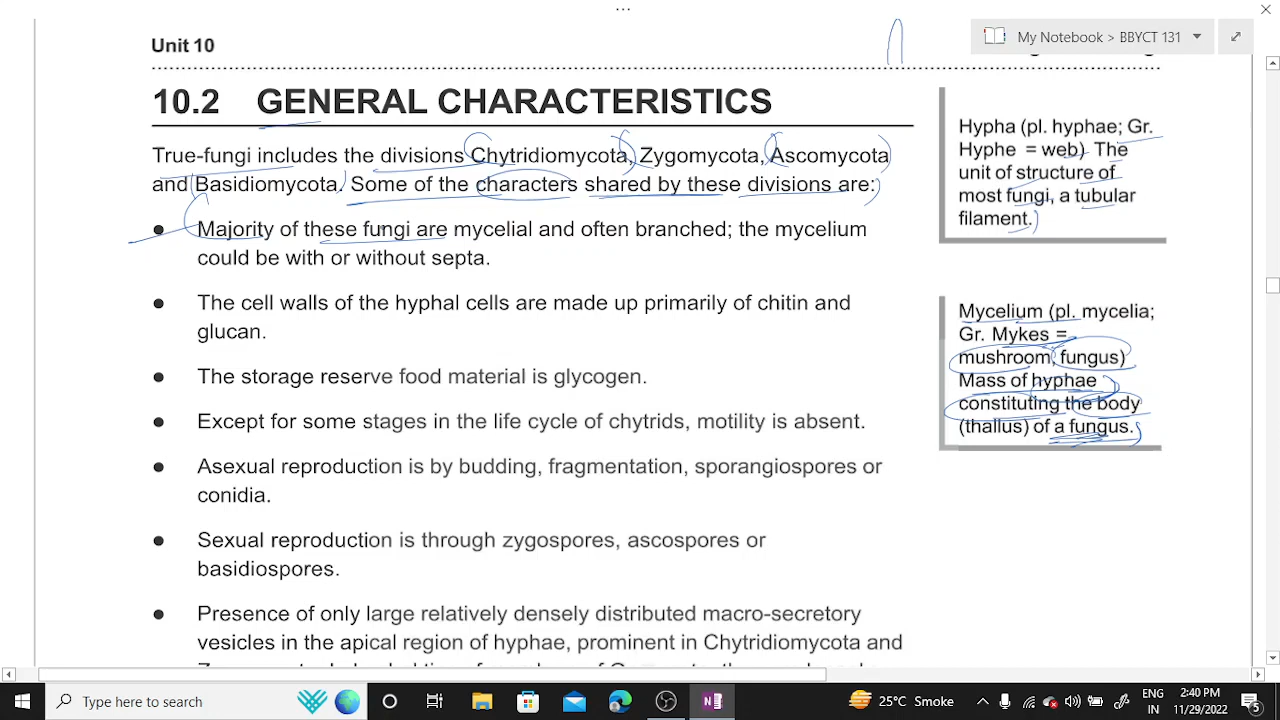 ...
My Notebook > BBYCT 131
Unit 10
10.2 GENERAL CHARACTERISTICS
True-fungi includes the divisions Chytridiomycota, Zygomycota, Ascomycota
and Basidiomycota. Some of the characters shared by these divisions are:
• Majority of these fungi are mycelial and often branched; the mycelium
could be with or without septa.
• The cell walls of the hyphal cells are made up primarily of chitin and
glucan.
• The storage reserve food material is glycogen.
• Except for some stages in the life cycle of chytrids, motility is absent.
• Asexual reproduction is by budding, fragmentation, sporangiospores or
conidia.
• Sexual reproduction is through zygospores, ascospores or
basidiospores.
• Presence of only large relatively densely distributed macro-secretory
vesicles in the apical region of hyphae, prominent in Chytridiomycota and
Hypha (pl. hyphae; Gr.
Hyphe = web) The
unit of structure of
most fungi, a tubular
filament.
Mycelium (pl. mycelia;
Gr. Mykes =
mushroom, fungus)
Mass of hyphae
constituting the body
(thallus) of a fungus.
Type here to search
25°C Smoke
ENG
IN
2:40 PM
11/29/2022
5